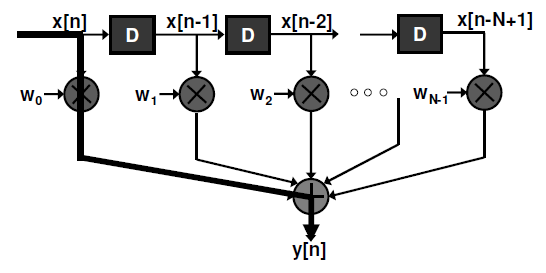 x[n] D x[n-1] D x[n-2] D x[n-N+1]
w0 w1 w2 ○○○ wN-1
y[n]